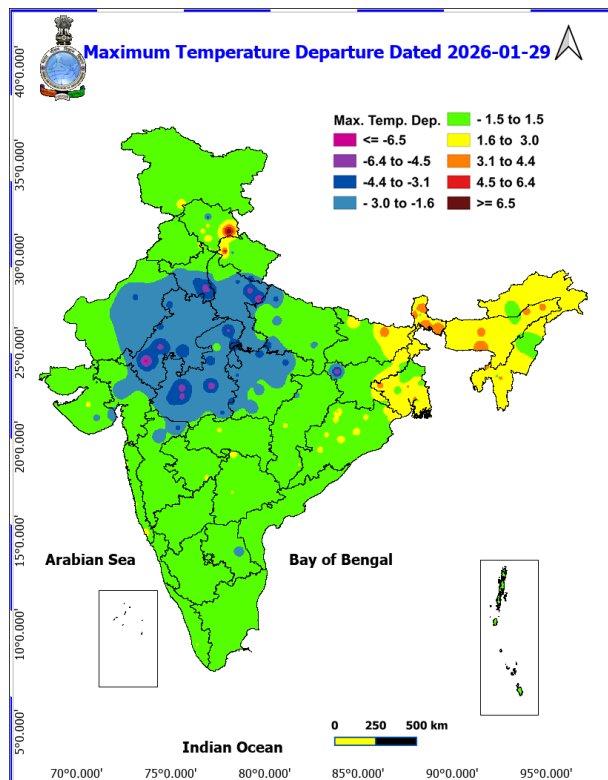 Maximum Temperature Departure Dated 2026-01-29
Max. Temp. Dep.
<= -6.5
-6.4 to -4.5
-4.4 to -3.1
- 3.0 to -1.6
- 1.5 to 1.5
1.6 to 3.0
3.1 to 4.4
4.5 to 6.4
>= 6.5
40°0.000'
35°0.000'
30°0.000'
25°0.000'
20°0.000'
15°0.000'
10°0.000'
5°0.000'
Arabian Sea
Bay of Bengal
0 250 500 km
Indian Ocean
70°0.000' 75°0.000' 80°0.000' 85°0.000' 90°0.000' 95°0.000'